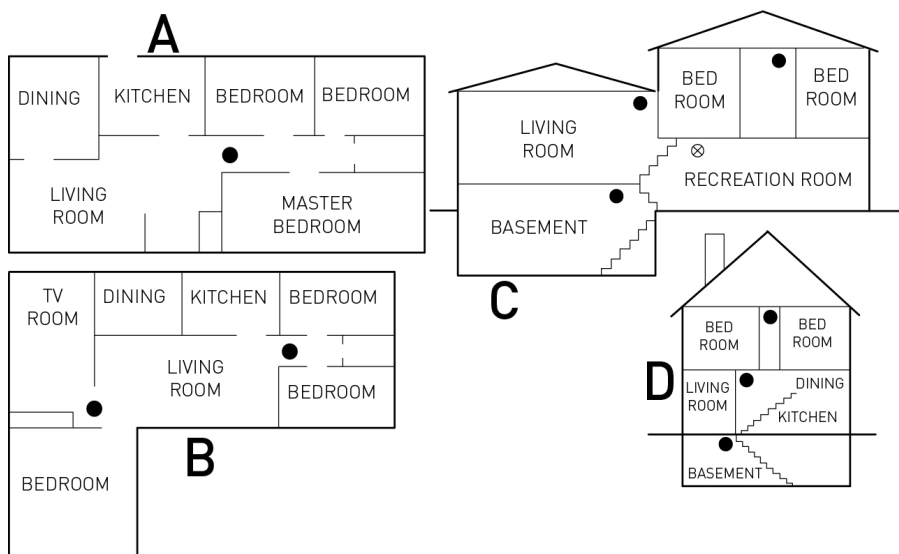 A
DINING
KITCHEN
BEDROOM
BEDROOM
LIVING
ROOM
MASTER
BEDROOM
TV
ROOM
DINING
KITCHEN
BEDROOM
LIVING
ROOM
BEDROOM
BEDROOM
B
BED
ROOM
BED
ROOM
LIVING
ROOM
RECREATION ROOM
BASEMENT
C
BED
ROOM
BED
ROOM
D
LIVING
ROOM
DINING
KITCHEN
BASEMENT